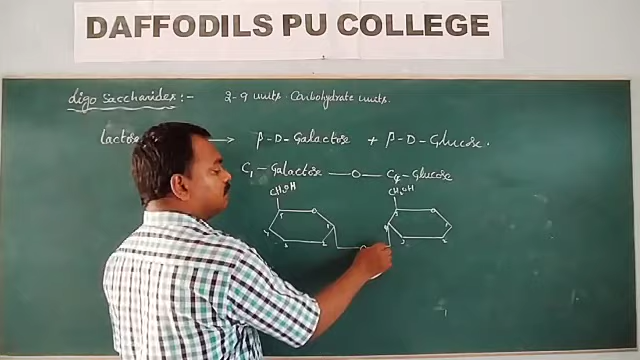 DAFFODILS PU COLLEGE
Oligo saccharides :- 2-9 units Carbohydrate units.
lactose → β-D-Galactose + β-D-Glucose.
C1 - Galactose — O — C4 - Glucose
CH2OH CH2OH